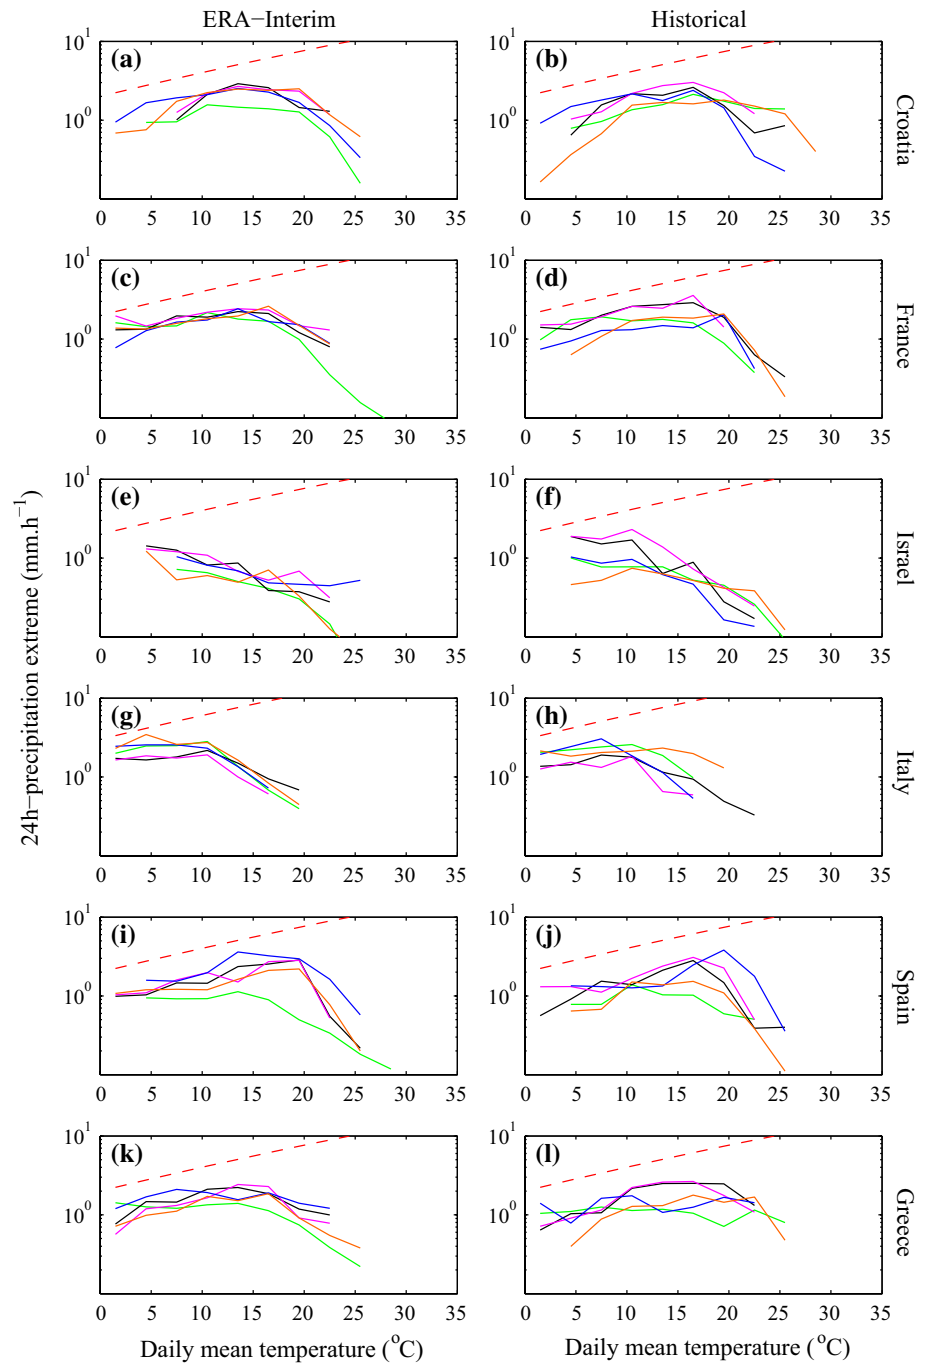 ERA−Interim
Historical
(a)
10^1
10^0
0 5 10 15 20 25 30 35
(b)
10^1
10^0
0 5 10 15 20 25 30 35
Croatia
(c)
10^1
10^0
0 5 10 15 20 25 30 35
(d)
10^1
10^0
0 5 10 15 20 25 30 35
France
(e)
10^1
10^0
0 5 10 15 20 25 30 35
(f)
10^1
10^0
0 5 10 15 20 25 30 35
Israel
24h−precipitation extreme (mm.h^−1)
(g)
10^1
10^0
0 5 10 15 20 25 30 35
(h)
10^1
10^0
0 5 10 15 20 25 30 35
Italy
(i)
10^1
10^0
0 5 10 15 20 25 30 35
(j)
10^1
10^0
0 5 10 15 20 25 30 35
Spain
(k)
10^1
10^0
0 5 10 15 20 25 30 35
(l)
10^1
10^0
0 5 10 15 20 25 30 35
Greece
Daily mean temperature (°C)
Daily mean temperature (°C)